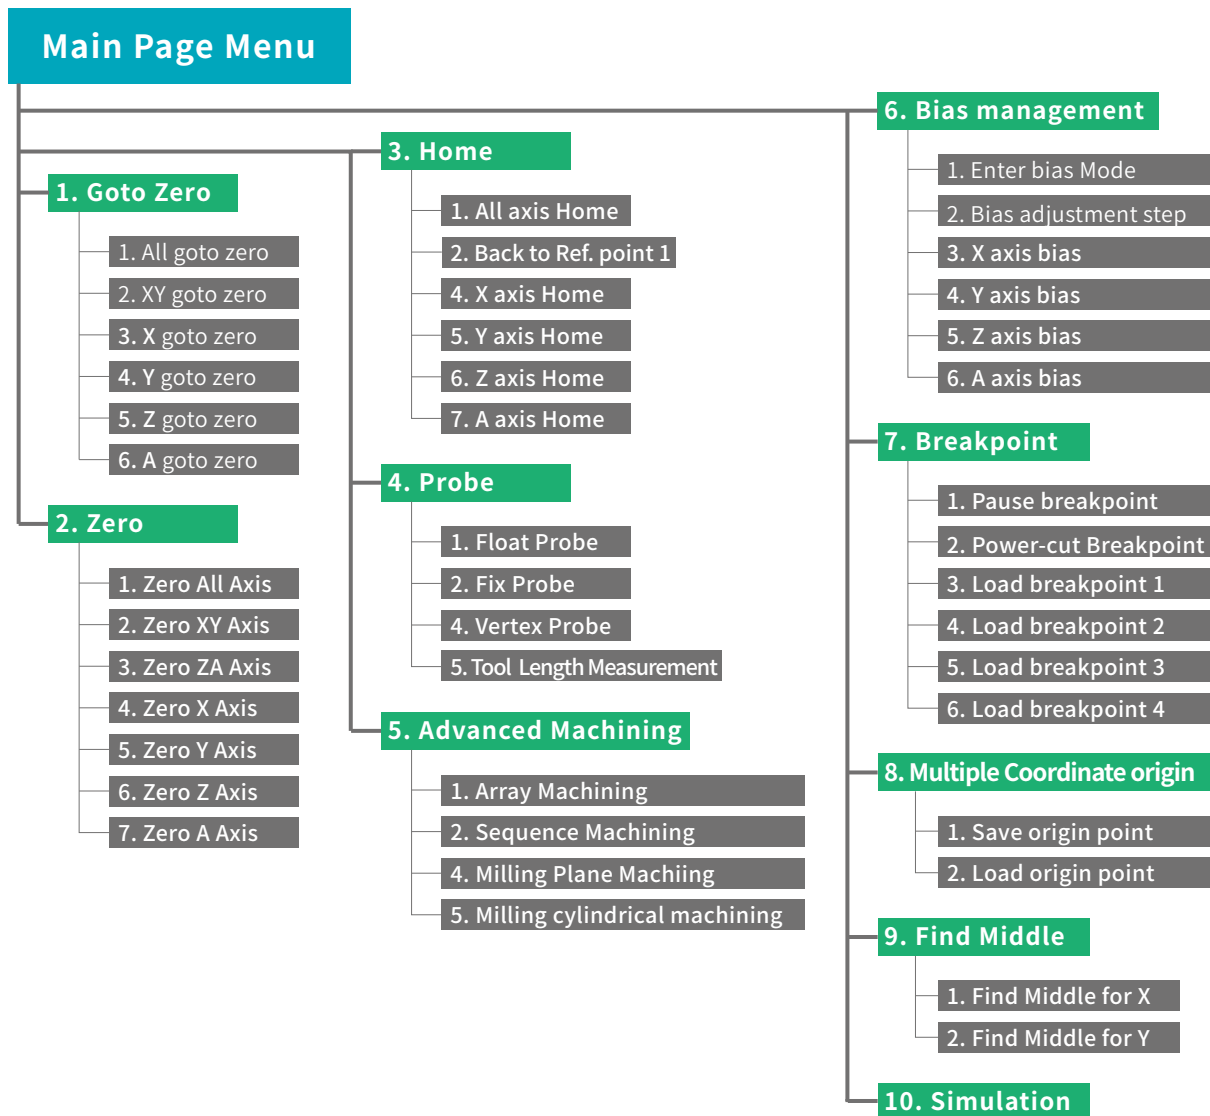 Main Page Menu
1. Goto Zero
1. All goto zero
2. XY goto zero
3. X goto zero
4. Y goto zero
5. Z goto zero
6. A goto zero
2. Zero
1. Zero All Axis
2. Zero XY Axis
3. Zero ZA Axis
4. Zero X Axis
5. Zero Y Axis
6. Zero Z Axis
7. Zero A Axis
3. Home
1. All axis Home
2. Back to Ref. point 1
4. X axis Home
5. Y axis Home
6. Z axis Home
7. A axis Home
4. Probe
1. Float Probe
2. Fix Probe
4. Vertex Probe
5. Tool Length Measurement
5. Advanced Machining
1. Array Machining
2. Sequence Machining
4. Milling Plane Machiing
5. Milling cylindrical machining
6. Bias management
1. Enter bias Mode
2. Bias adjustment step
3. X axis bias
4. Y axis bias
5. Z axis bias
6. A axis bias
7. Breakpoint
1. Pause breakpoint
2. Power-cut Breakpoint
3. Load breakpoint 1
4. Load breakpoint 2
5. Load breakpoint 3
6. Load breakpoint 4
8. Multiple Coordinate origin
1. Save origin point
2. Load origin point
9. Find Middle
1. Find Middle for X
2. Find Middle for Y
10. Simulation